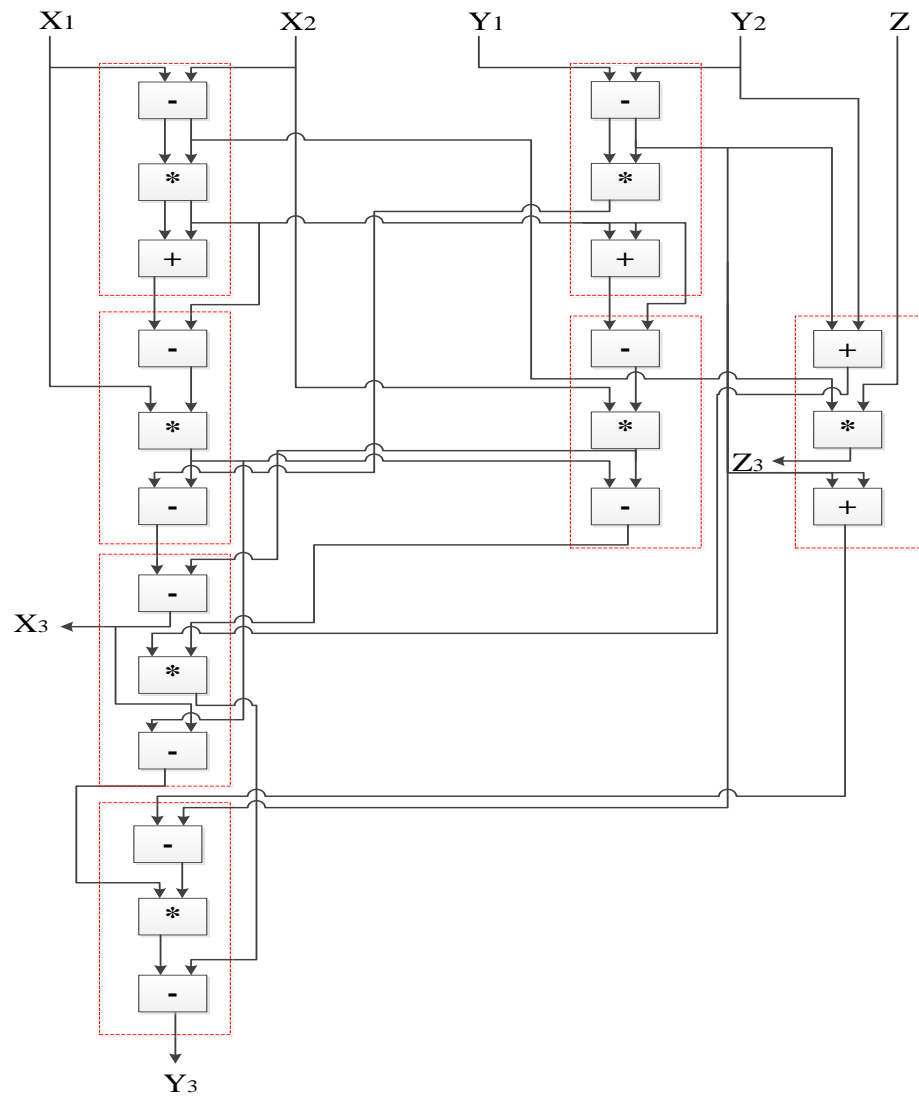 X1 X2 Y1 Y2 Z
- -
* *
+ +
- - +
* * *
Z3
- - +
-
X3
*
-
-
*
-
Y3